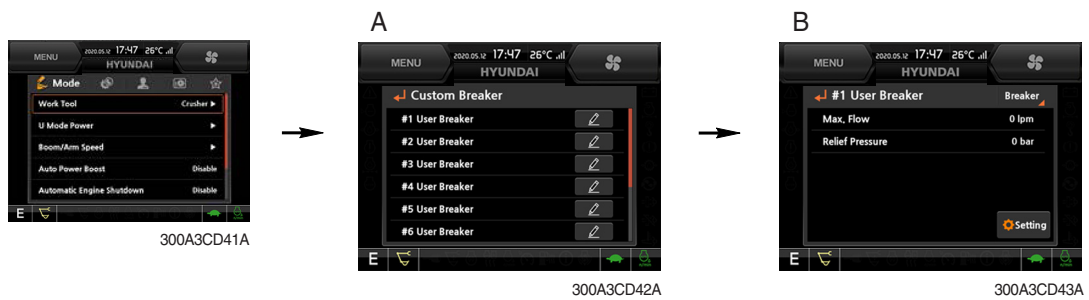 A
B
MENU 2020.05.12 17:47 26°C
HYUNDAI
Mode
Work Tool Crusher ▶
U Mode Power ▶
Boom/Arm Speed ▶
Auto Power Boost Disable
Automatic Engine Shutdown Disable
E
300A3CD41A
MENU 2020.05.12 17:47 26°C
HYUNDAI
Custom Breaker
#1 User Breaker
#2 User Breaker
#3 User Breaker
#4 User Breaker
#5 User Breaker
#6 User Breaker
E
300A3CD42A
MENU 2020.05.12 17:47 26°C
HYUNDAI
#1 User Breaker Breaker
Max, Flow 0 lpm
Relief Pressure 0 bar
Setting
E
300A3CD43A